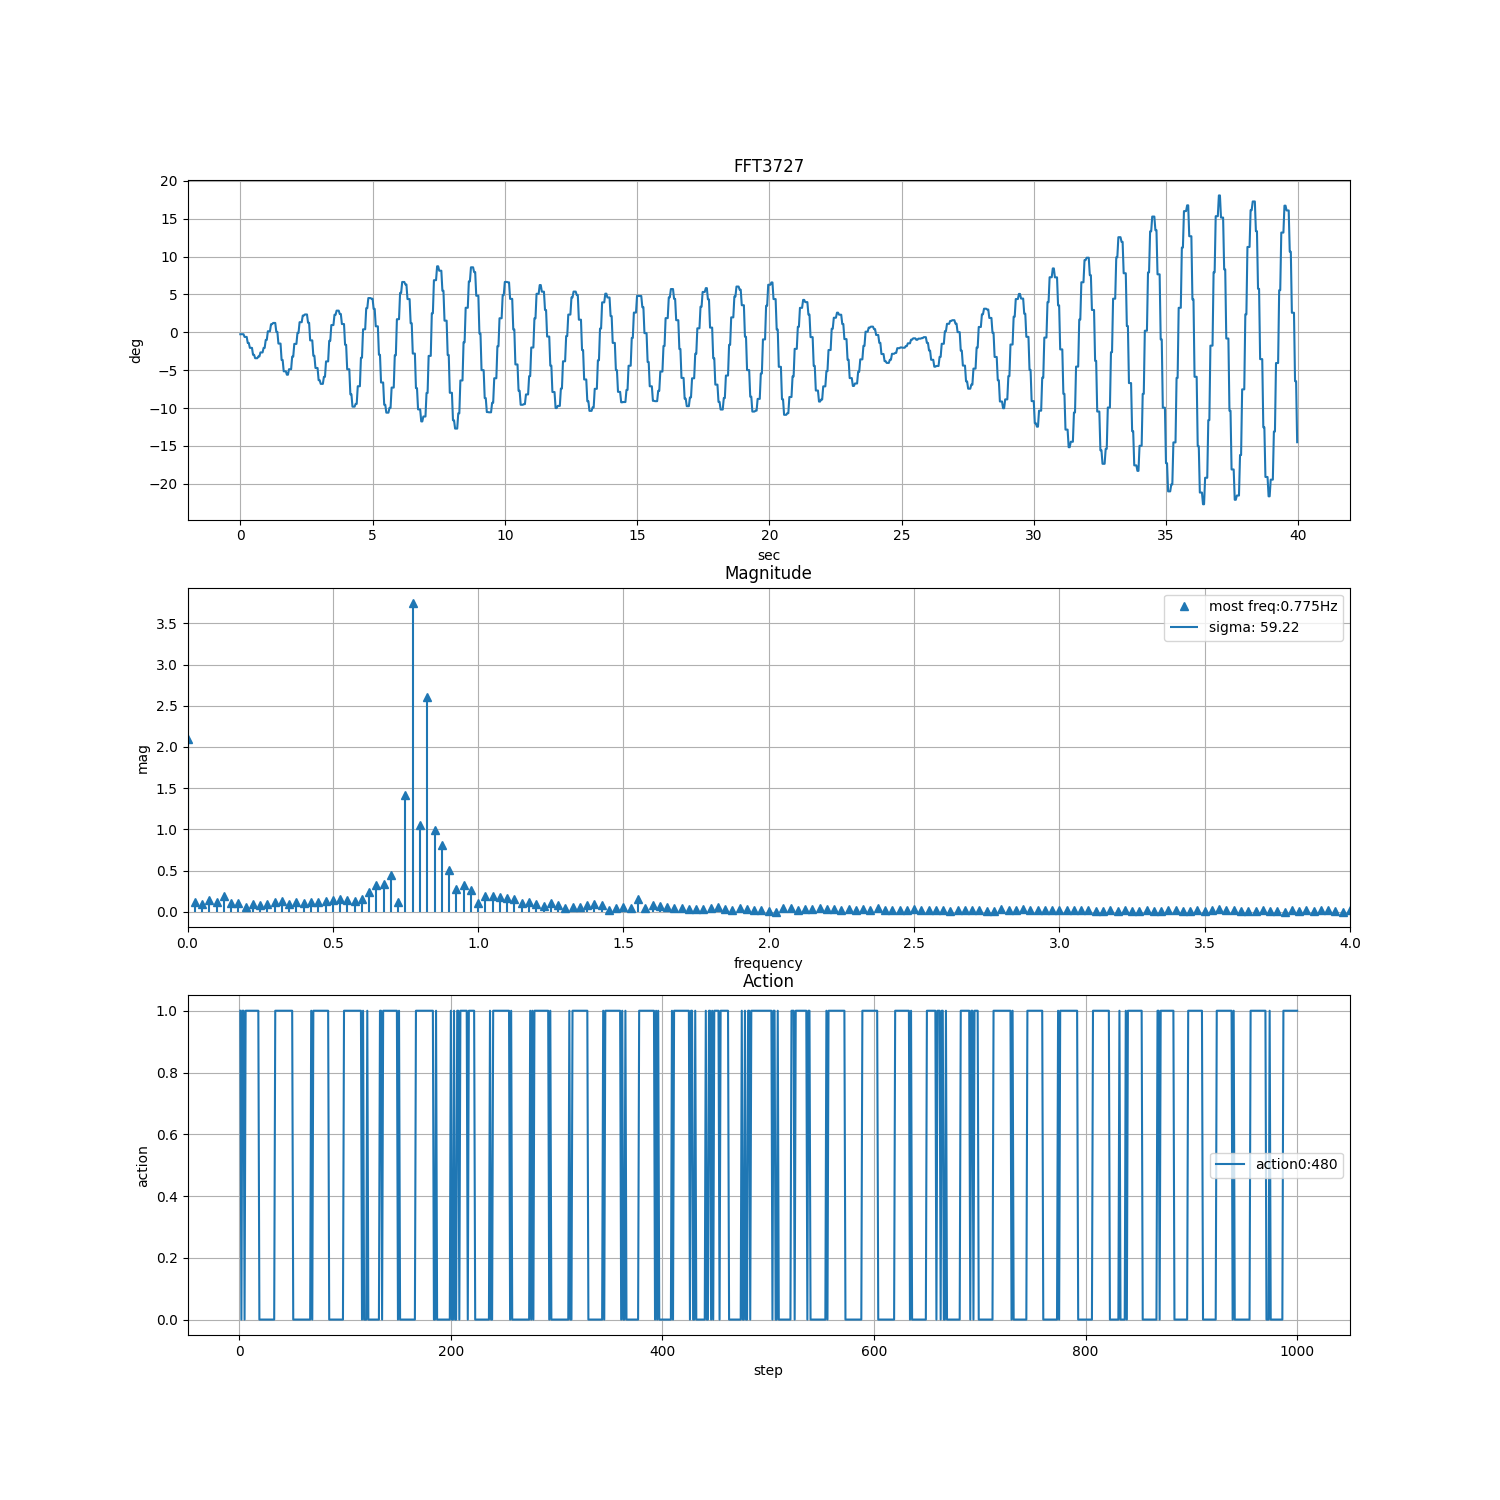 FFT3727
20
15
10
5
0
−5
−10
−15
−20
deg
0 5 10 15 20 25 30 35 40
sec
Magnitude
most freq:0.775Hz
sigma: 59.22
3.5
3.0
2.5
2.0
1.5
1.0
0.5
0.0
mag
0.0 0.5 1.0 1.5 2.0 2.5 3.0 3.5 4.0
frequency
Action
1.0
0.8
0.6
0.4
0.2
0.0
action
action0:480
0 200 400 600 800 1000
step